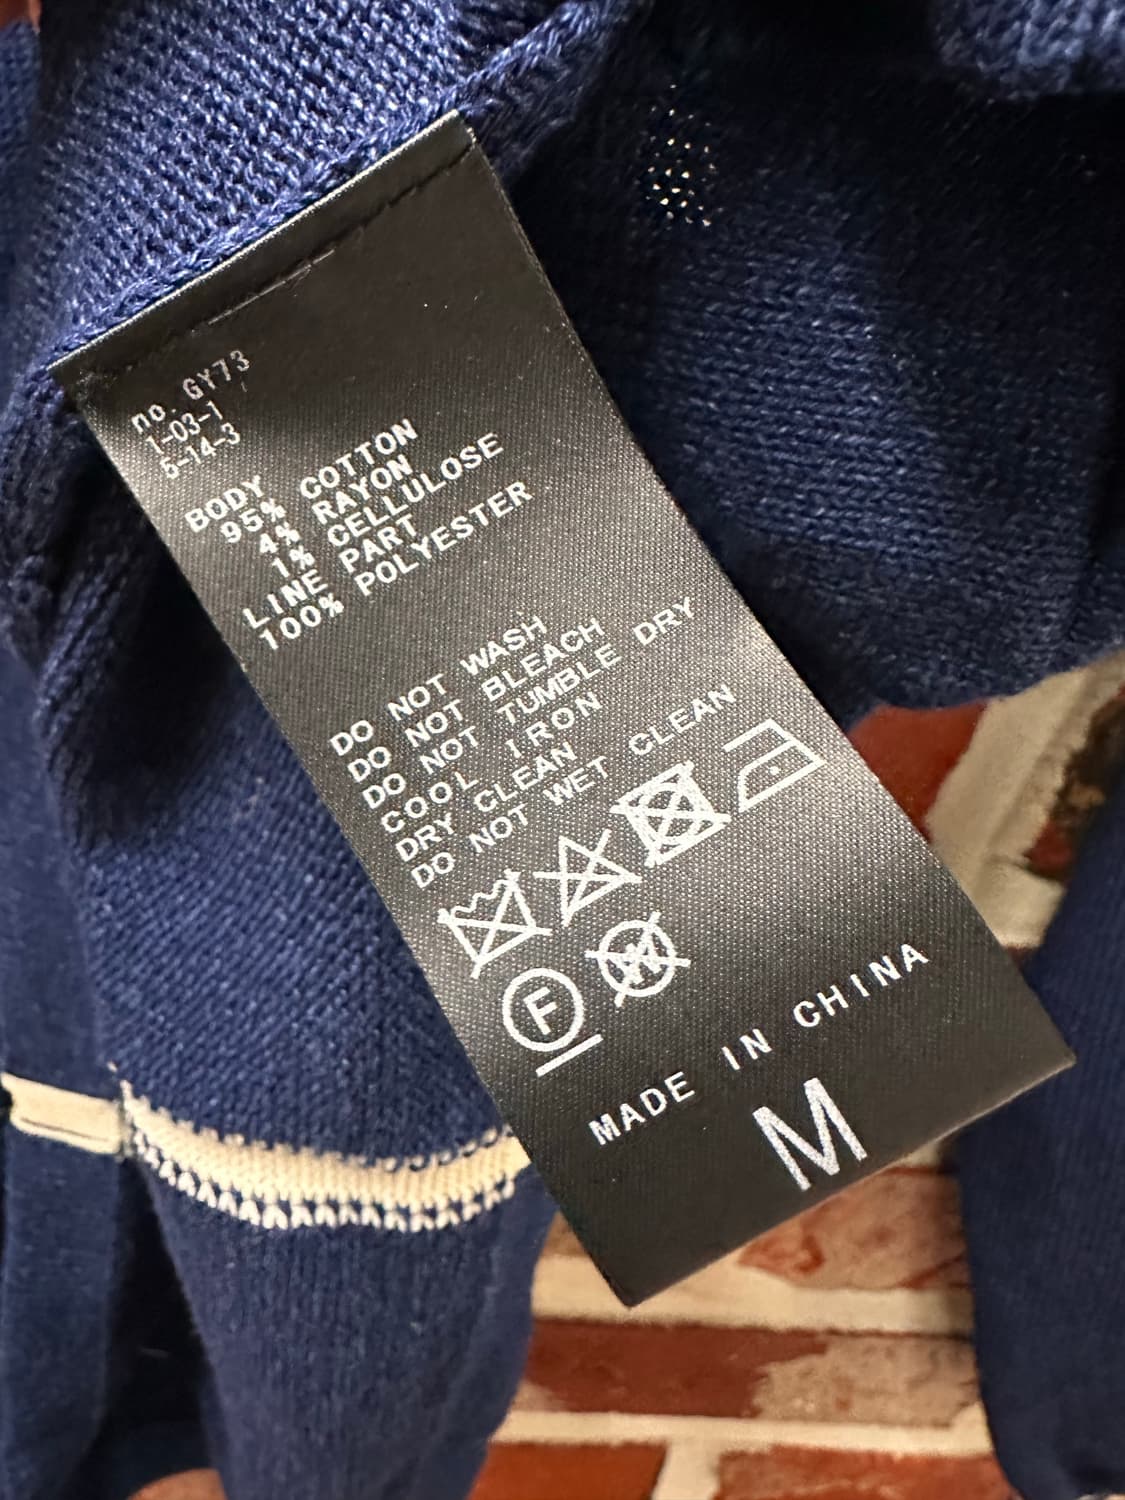 no. GY73
1-03-1
5-14-3
BODY
95% COTTON
4% RAYON
1% CELLULOSE
LINE PART
100% POLYESTER
DO NOT WASH
DO NOT BLEACH
DO NOT TUMBLE DRY
COOL IRON
DRY CLEAN
DO NOT WET CLEAN
F
W
MADE IN CHINA
M